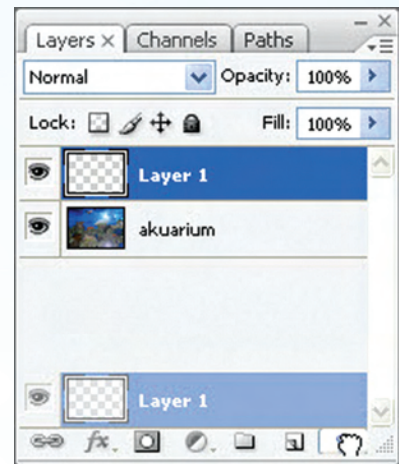 Layers × Channels Paths
Normal Opacity: 100%
Lock: Fill: 100%
Layer 1
akuarium
Layer 1
fx.